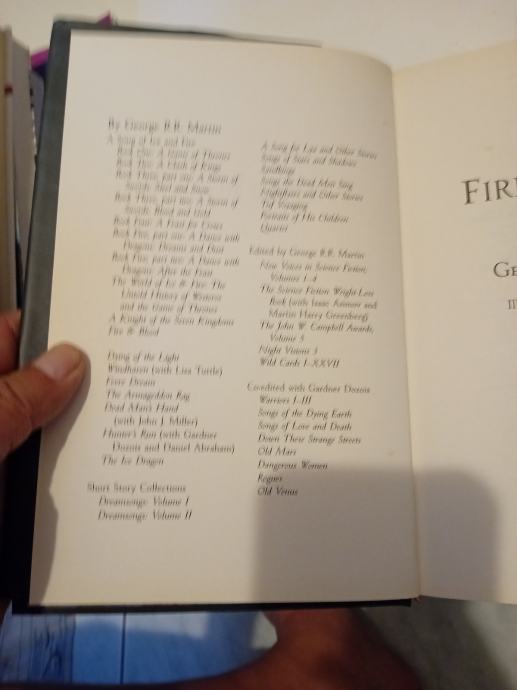 By George R.R. Martin
A Song of Ice and Fire
Book One: A Game of Thrones
Book Two: A Clash of Kings
Book Three, part one: A Storm of
Swords: Steel and Snow
Book Three, part two: A Storm of
Swords: Blood and Gold
Book Four: A Feast for Crows
Book Five, part one: A Dance with
Dragons: Dreams and Dust
Book Five, part two: A Dance with
Dragons: After the Feast
The World of Ice & Fire: The
Untold History of Westeros
and the Game of Thrones
A Knight of the Seven Kingdoms
Fire & Blood
Dying of the Light
Windhaven (with Lisa Tuttle)
Fevre Dream
The Armageddon Rag
Dead Man's Hand
(with John J. Miller)
Hunter's Run (with Gardner
Dozois and Daniel Abraham)
The Ice Dragon
Short Story Collections
Dreamsongs: Volume I
Dreamsongs: Volume II
A Song for Lya and Other Stories
Songs of Stars and Shadows
Sandkings
Songs the Dead Men Sing
Nightflyers and Other Stories
Tuf Voyaging
Portraits of His Children
Quartet
Edited by George R.R. Martin
New Voices in Science Fiction,
Volumes 1–4
The Science Fiction Weight-Loss
Book (with Isaac Asimov and
Martin Harry Greenberg)
The John W. Campbell Awards,
Volume 5
Night Visions 3
Wild Cards I–XXVII
Co-edited with Gardner Dozois
Warriors I–III
Songs of the Dying Earth
Songs of Love and Death
Down These Strange Streets
Old Mars
Dangerous Women
Rogues
Old Venus
FIR
GE